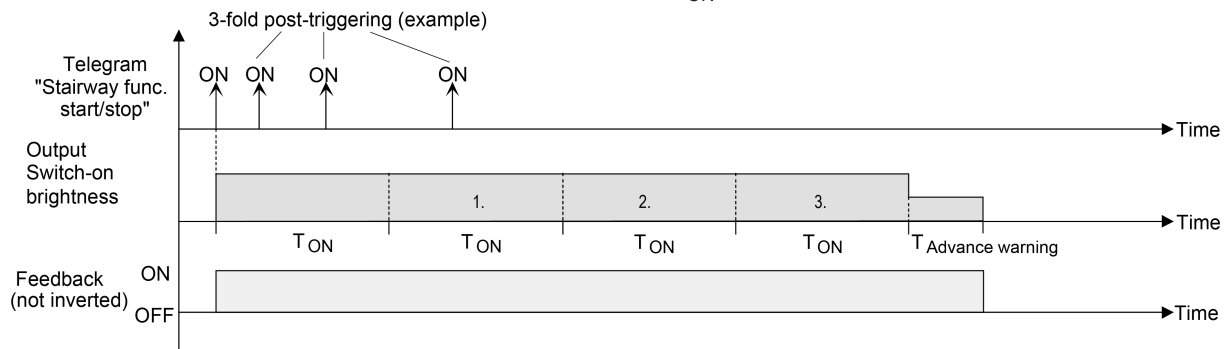 ON
3-fold post-triggering (example)
Telegram
"Stairway func.
start/stop"
ON ON ON ON
Time
Output
Switch-on
brightness
1. 2. 3.
Time
T ON T ON T ON T ON T Advance warning
Feedback
(not inverted)
ON
OFF
Time